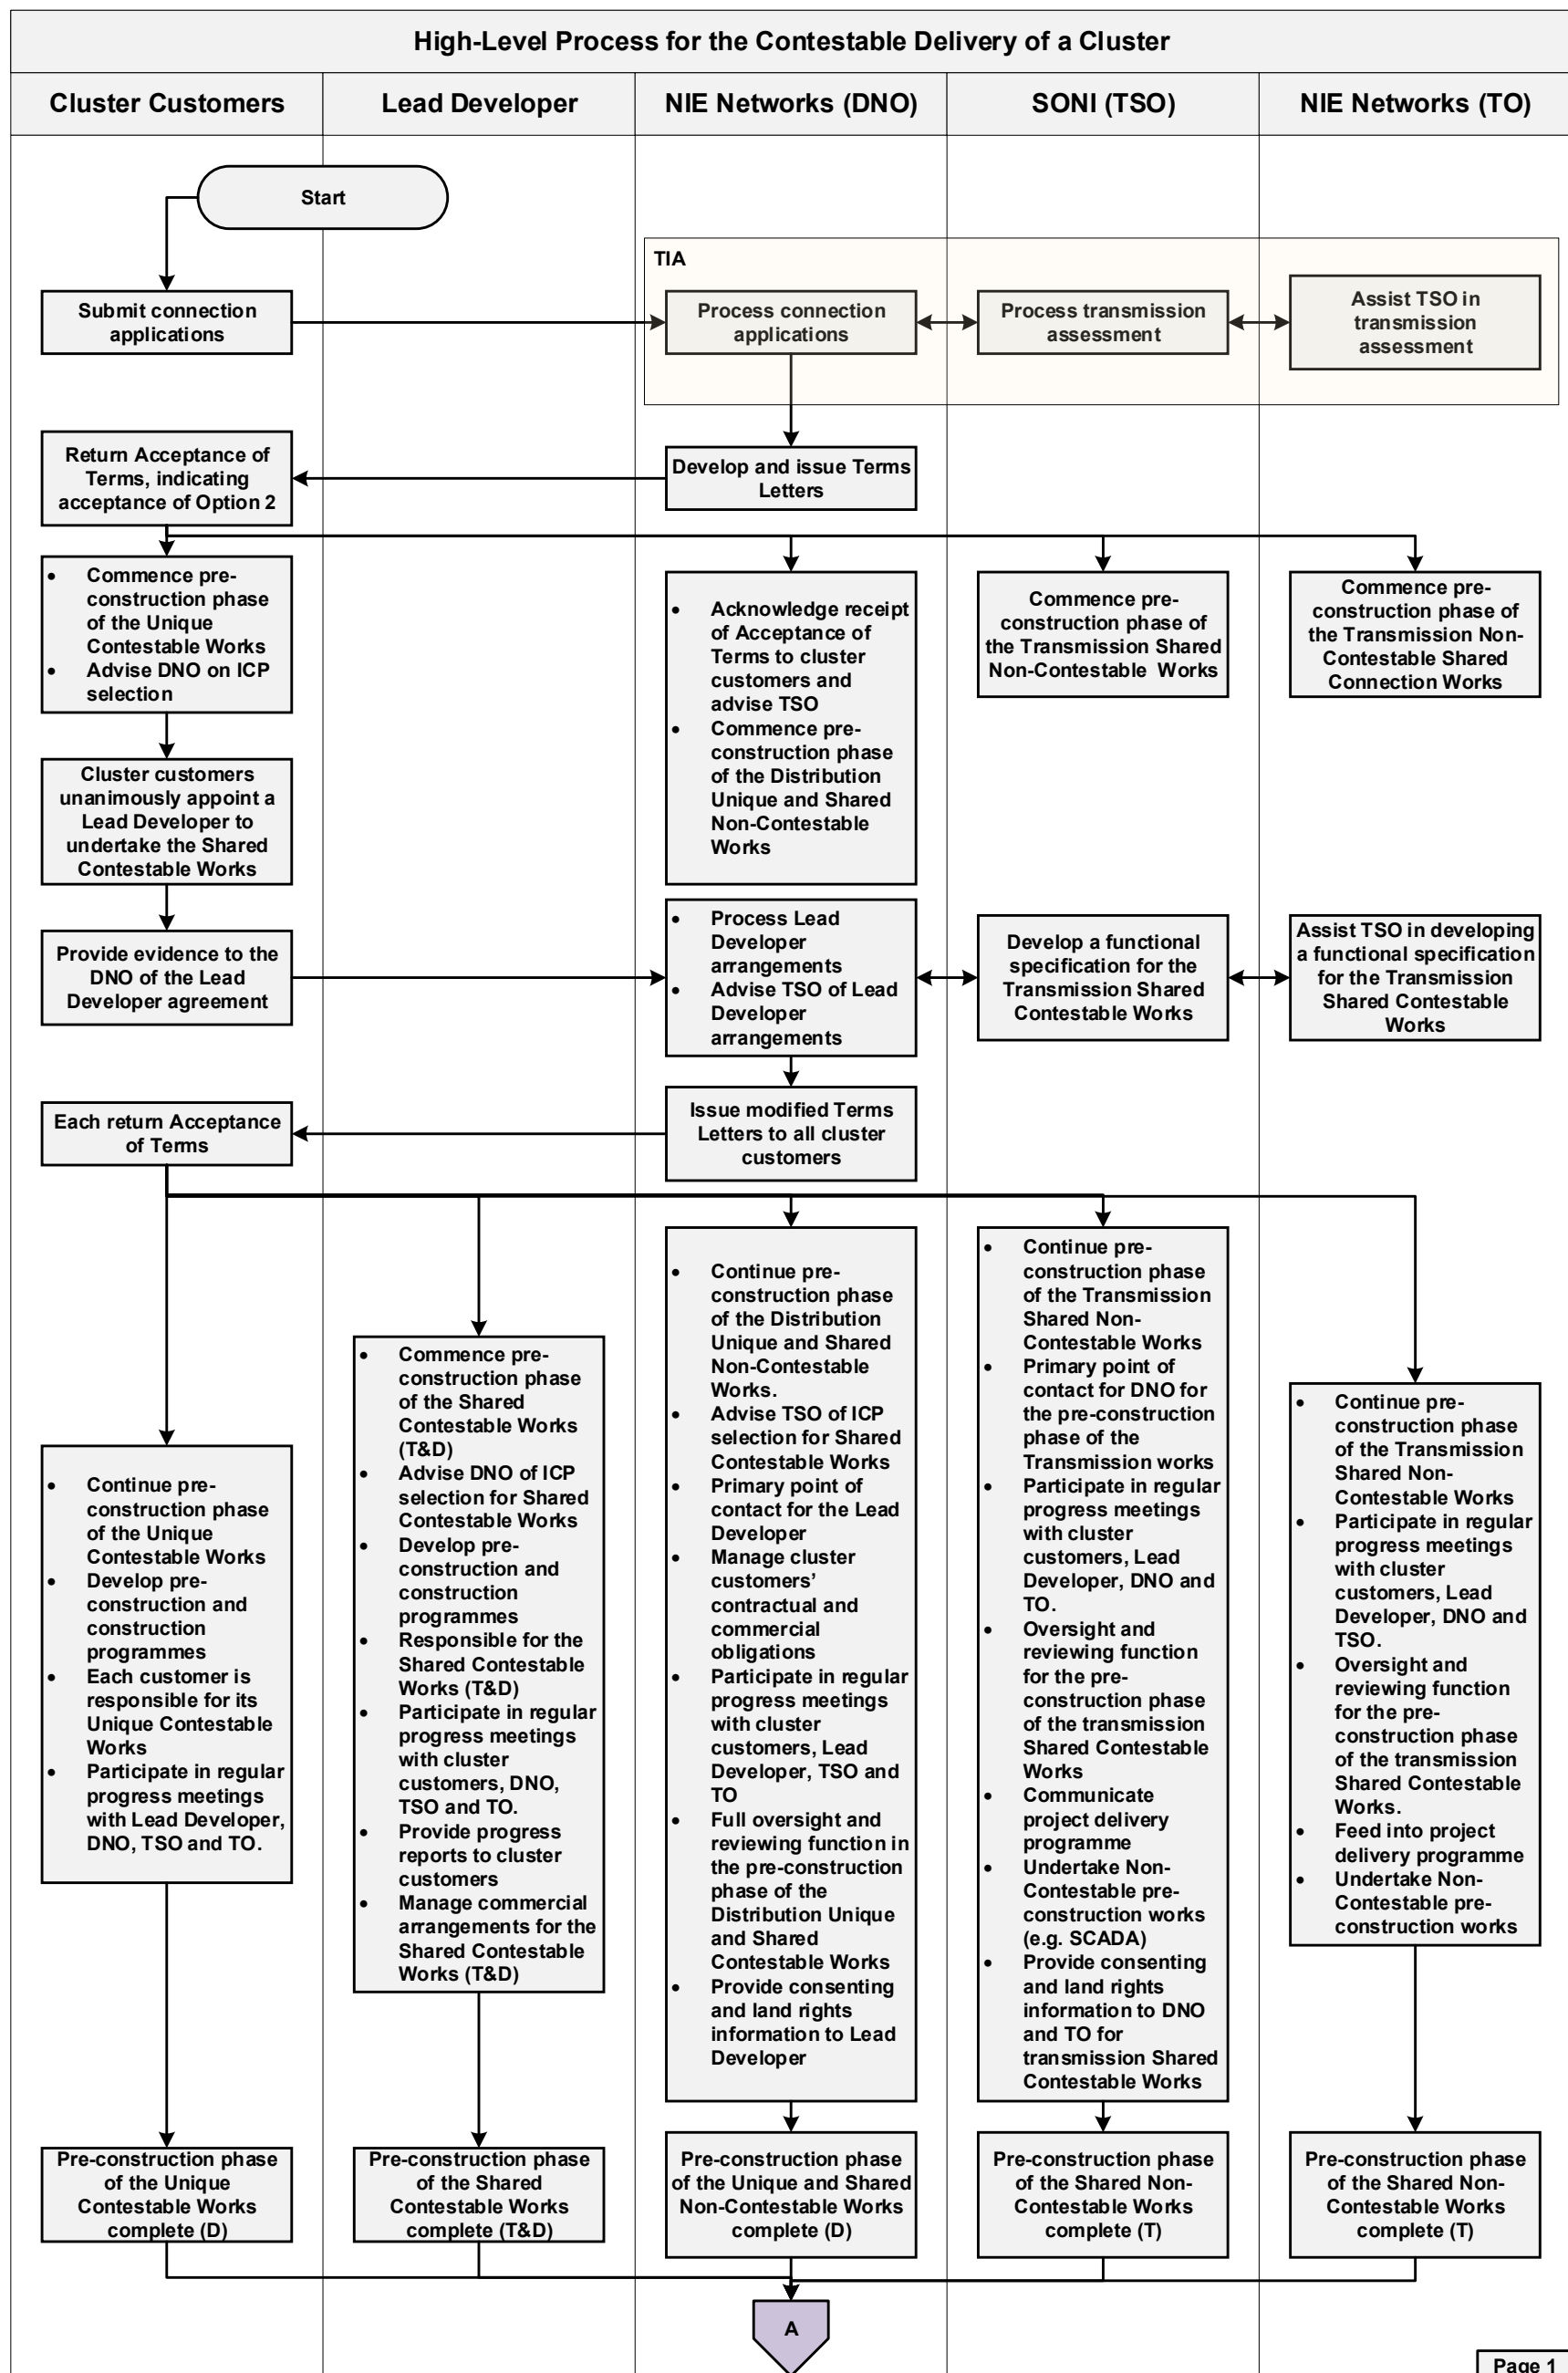 High-Level Process for the Contestable Delivery of a Cluster
Cluster Customers
Lead Developer
NIE Networks (DNO)
SONI (TSO)
NIE Networks (TO)
Start
TIA
Submit connection
applications
Process connection
applications
Process transmission
assessment
Assist TSO in
transmission
assessment
Return Acceptance of
Terms, indicating
acceptance of Option 2
Develop and issue Terms
Letters
• Commence pre-
construction phase
of the Unique
Contestable Works
• Advise DNO on ICP
selection
• Acknowledge receipt
of Acceptance of
Terms to cluster
customers and
advise TSO
• Commence pre-
construction phase
of the Distribution
Unique and Shared
Non-Contestable
Works
Commence pre-
construction phase of
the Transmission Shared
Non-Contestable Works
Commence pre-
construction phase of
the Transmission Non-
Contestable Shared
Connection Works
Cluster customers
unanimously appoint a
Lead Developer to
undertake the Shared
Contestable Works
Provide evidence to the
DNO of the Lead
Developer agreement
• Process Lead
Developer
arrangements
• Advise TSO of Lead
Developer
arrangements
Develop a functional
specification for the
Transmission Shared
Contestable Works
Assist TSO in developing
a functional specification
for the Transmission
Shared Contestable
Works
Each return Acceptance
of Terms
Issue modified Terms
Letters to all cluster
customers
• Continue pre-
construction phase
of the Unique
Contestable Works
• Develop pre-
construction and
construction
programmes
• Each customer is
responsible for its
Unique Contestable
Works
• Participate in regular
progress meetings
with Lead Developer,
DNO, TSO and TO.
• Commence pre-
construction phase
of the Shared
Contestable Works
(T&D)
• Advise DNO of ICP
selection for Shared
Contestable Works
• Develop pre-
construction and
construction
programmes
• Responsible for the
Shared Contestable
Works (T&D)
• Participate in regular
progress meetings
with cluster
customers, DNO,
TSO and TO.
• Provide progress
reports to cluster
customers
• Manage commercial
arrangements for the
Shared Contestable
Works (T&D)
• Continue pre-
construction phase
of the Distribution
Unique and Shared
Non-Contestable
Works.
• Advise TSO of ICP
selection for Shared
Contestable Works
• Primary point of
contact for the Lead
Developer
• Manage cluster
customers’
contractual and
commercial
obligations
• Participate in regular
progress meetings
with cluster
customers, Lead
Developer, TSO and
TO
• Full oversight and
reviewing function in
the pre-construction
phase of the
Distribution Unique
and Shared
Contestable Works
• Provide consenting
and land rights
information to Lead
Developer
• Continue pre-
construction phase
of the Transmission
Shared Non-
Contestable Works
• Primary point of
contact for DNO for
the pre-construction
phase of the
Transmission works
• Participate in regular
progress meetings
with cluster
customers, Lead
Developer, DNO and
TO.
• Oversight and
reviewing function
for the pre-
construction phase
of the transmission
Shared Contestable
Works
• Communicate
project delivery
programme
• Undertake Non-
Contestable pre-
construction works
(e.g. SCADA)
• Provide consenting
and land rights
information to DNO
and TO for
transmission Shared
Contestable Works
• Continue pre-
construction phase
of the Transmission
Shared Non-
Contestable Works
• Participate in regular
progress meetings
with cluster
customers, Lead
Developer, DNO and
TSO.
• Oversight and
reviewing function
for the pre-
construction phase
of the transmission
Shared Contestable
Works.
• Feed into project
delivery programme
• Undertake Non-
Contestable pre-
construction works
Pre-construction phase
of the Unique
Contestable Works
complete (D)
Pre-construction phase
of the Shared
Contestable Works
complete (T&D)
Pre-construction phase
of the Unique and Shared
Non-Contestable Works
complete (D)
Pre-construction phase
of the Shared Non-
Contestable Works
complete (T)
Pre-construction phase
of the Shared Non-
Contestable Works
complete (T)
A
Page 1